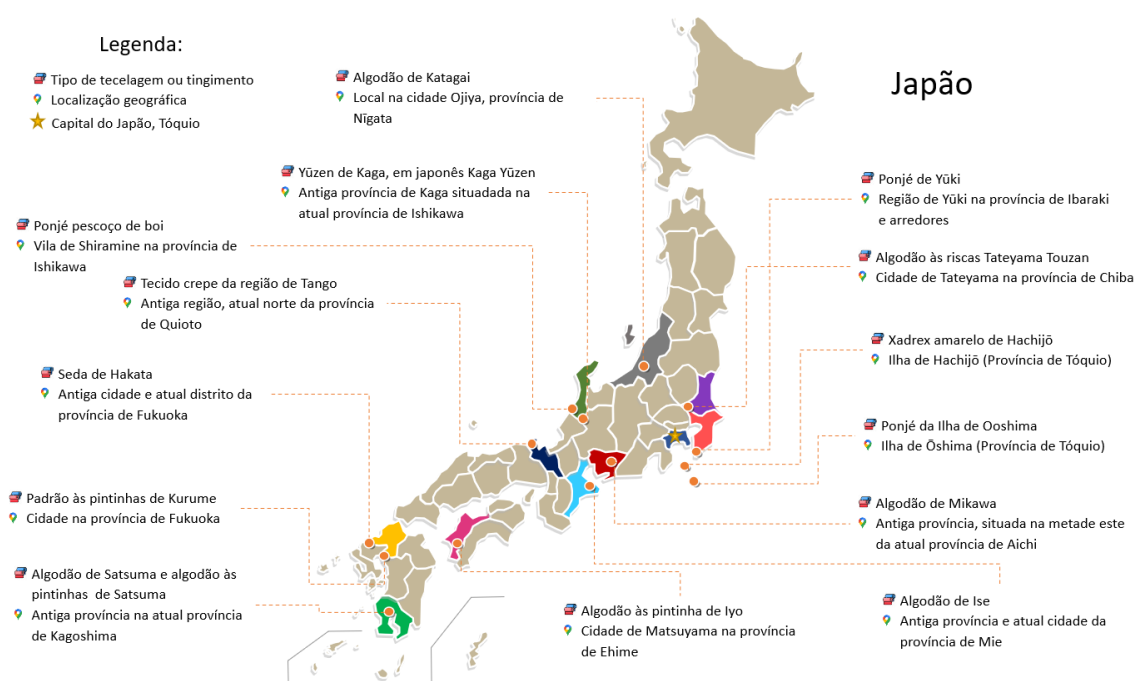 Legenda:
Tipo de tecelagem ou tingimento
Localização geográfica
Capital do Japão, Tóquio
Japão
Algodão de Katagai
Local na cidade Ojiya, província de
Nīgata
Yūzen de Kaga, em japonês Kaga Yūzen
Antiga província de Kaga situadada na
atual província de Ishikawa
Ponjé pescoço de boi
Vila de Shiramine na província de
Ishikawa
Tecido crepe da região de Tango
Antiga região, atual norte da província
de Quioto
Seda de Hakata
Antiga cidade e atual distrito da
província de Fukuoka
Padrão às pintinhas de Kurume
Cidade na província de Fukuoka
Algodão de Satsuma e algodão às
pintinhas de Satsuma
Antiga província na atual província
de Kagoshima
Ponjé de Yūki
Região de Yūki na província de Ibaraki
e arredores
Algodão às riscas Tateyama Touzan
Cidade de Tateyama na província de Chiba
Xadrex amarelo de Hachijō
Ilha de Hachijō (Província de Tóquio)
Ponjé da Ilha de Ooshima
Ilha de Ōshima (Província de Tóquio)
Algodão de Mikawa
Antiga província, situada na metade este
da atual província de Aichi
Algodão de Ise
Antiga província e atual cidade da
província de Mie
Algodão às pintinha de Iyo
Cidade de Matsuyama na província
de Ehime